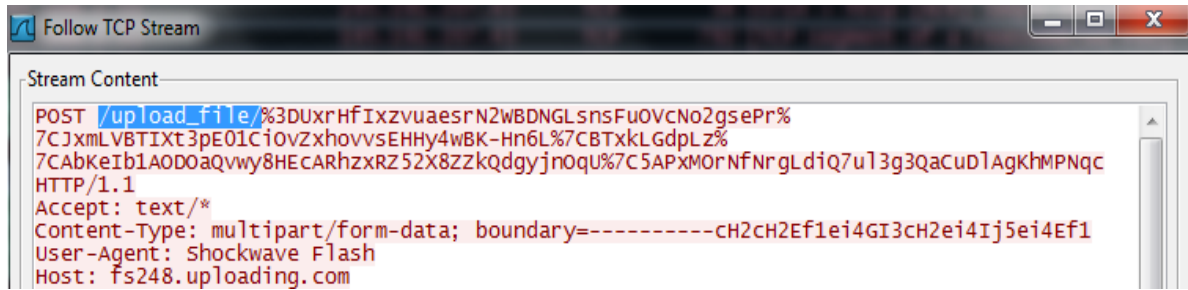 Follow TCP Stream
Stream Content
POST /upload_file/%3DUxrHfIxzvuaesrN2WBDNGLsnsFuOVcNo2gsePr%
7CJxmLVBTIXt3pE01CiOvZxhovvsEHHy4wBK-Hn6L%7CBTxkLGdpLz%
7CAbKeIb1AODOaQvwy8HEcARhzxRZ52X8ZZkQdgyjnOqU%7C5APxMOrNfNrgLdiQ7ul3g3QaCuDlAgKhMPNqc
HTTP/1.1
Accept: text/*
Content-Type: multipart/form-data; boundary=----------cH2cH2Ef1ei4GI3cH2ei4Ij5ei4Ef1
User-Agent: Shockwave Flash
Host: fs248.uploading.com